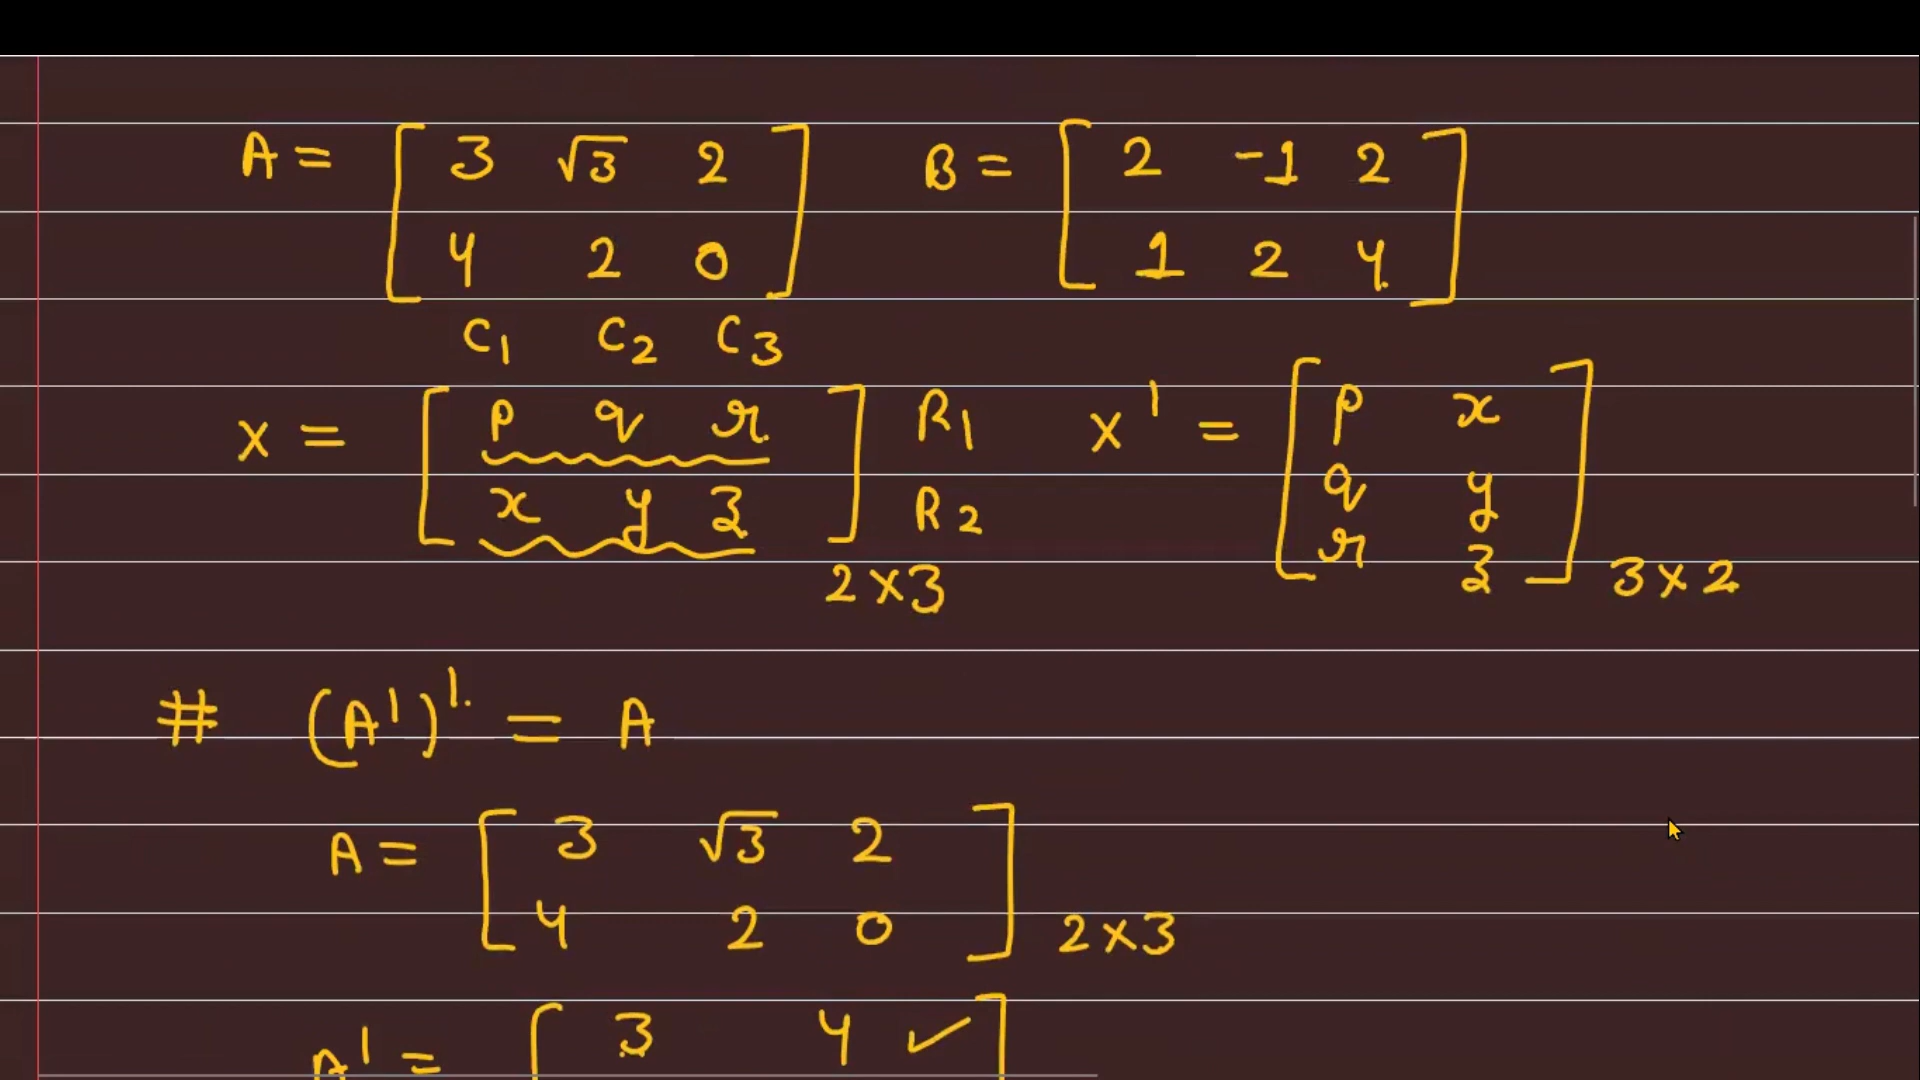 A = [ 3 √3 2 B = [ 2 -1 2 ]
4 2 0 ] 1 2 4
C1 C2 C3
X = [ p q r ] R1 X' = [ p x ]
x y z R2 q y
2×3 r z 3×2
# (A')' = A
A = [ 3 √3 2 ]
4 2 0 2×3
A' = [ 3 4 ✓ ]